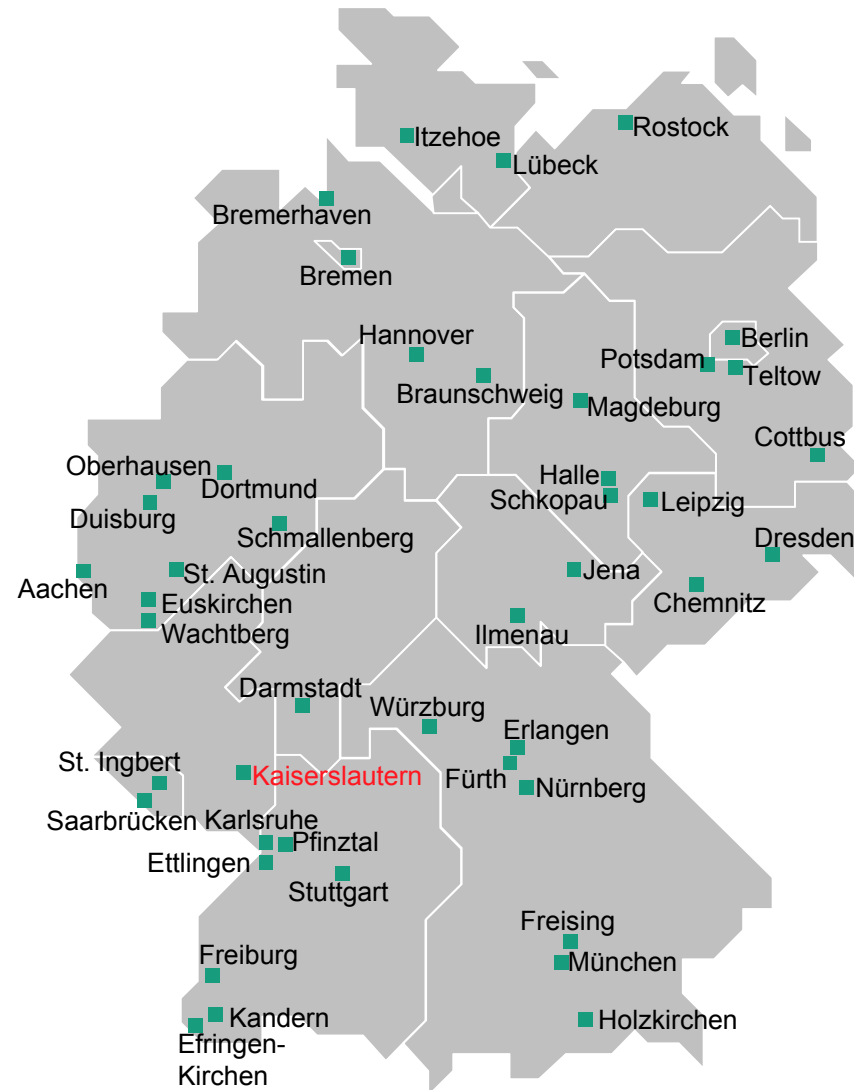 Itzehoe
Rostock
Lübeck
Bremerhaven
Bremen
Hannover
Berlin
Potsdam
Teltow
Braunschweig
Magdeburg
Cottbus
Oberhausen
Dortmund
Halle
Schkopau
Leipzig
Duisburg
Schmallenberg
Dresden
Aachen
St. Augustin
Jena
Chemnitz
Euskirchen
Wachtberg
Ilmenau
Darmstadt
Würzburg
Erlangen
St. Ingbert
Kaiserslautern
Fürth
Nürnberg
Saarbrücken
Karlsruhe
Pfinztal
Ettlingen
Stuttgart
Freising
Freiburg
München
Kandern
Holzkirchen
Efringen-
Kirchen